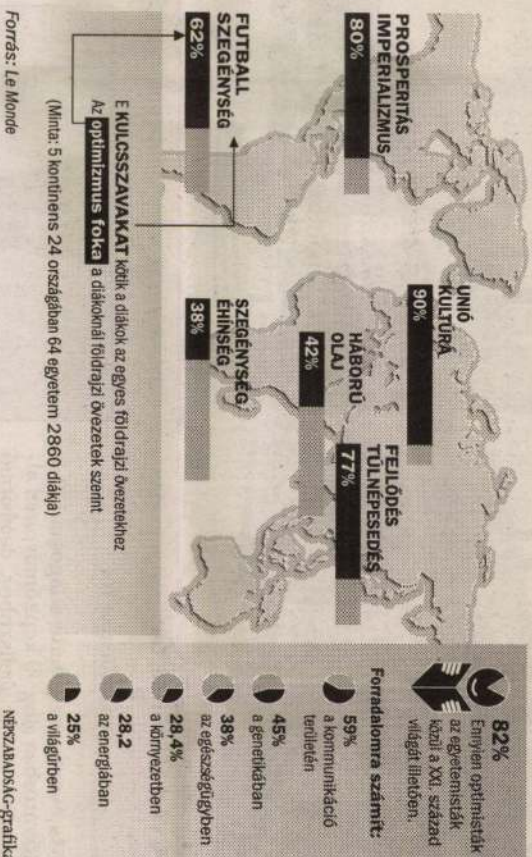 PROSPERITÁS
IMPERIALIZMUS
80%
UNIÓ
KULTÚRA
90%
HÁBORÚ
OLAJ
42%
FEJLŐDÉS
TÚLNÉPESEDÉS
77%
FUTBALL
SZEGÉNYSÉG
62%
SZEGÉNYSÉG
ÉHÍNSÉG
38%
E KULCSSZAVAKAT kötik a diákok az egyes földrajzi övezetekhez
Az optimizmus foka a diákoknál földrajzi övezetek szerint
(Minta: 5 kontinens 24 országában 64 egyetem 2860 diákja)
82%
Ennyien optimisták
az egyetemisták
közül a XXI. század
világát illetően.
Forradalomra számít:
59%
a kommunikáció
területén
45%
a genetikában
38%
az egészségügyben
28,4%
a környezetben
28,2
az energiában
25%
a világűrben
Forrás: Le Monde
NÉPSZABADSÁG-grafika